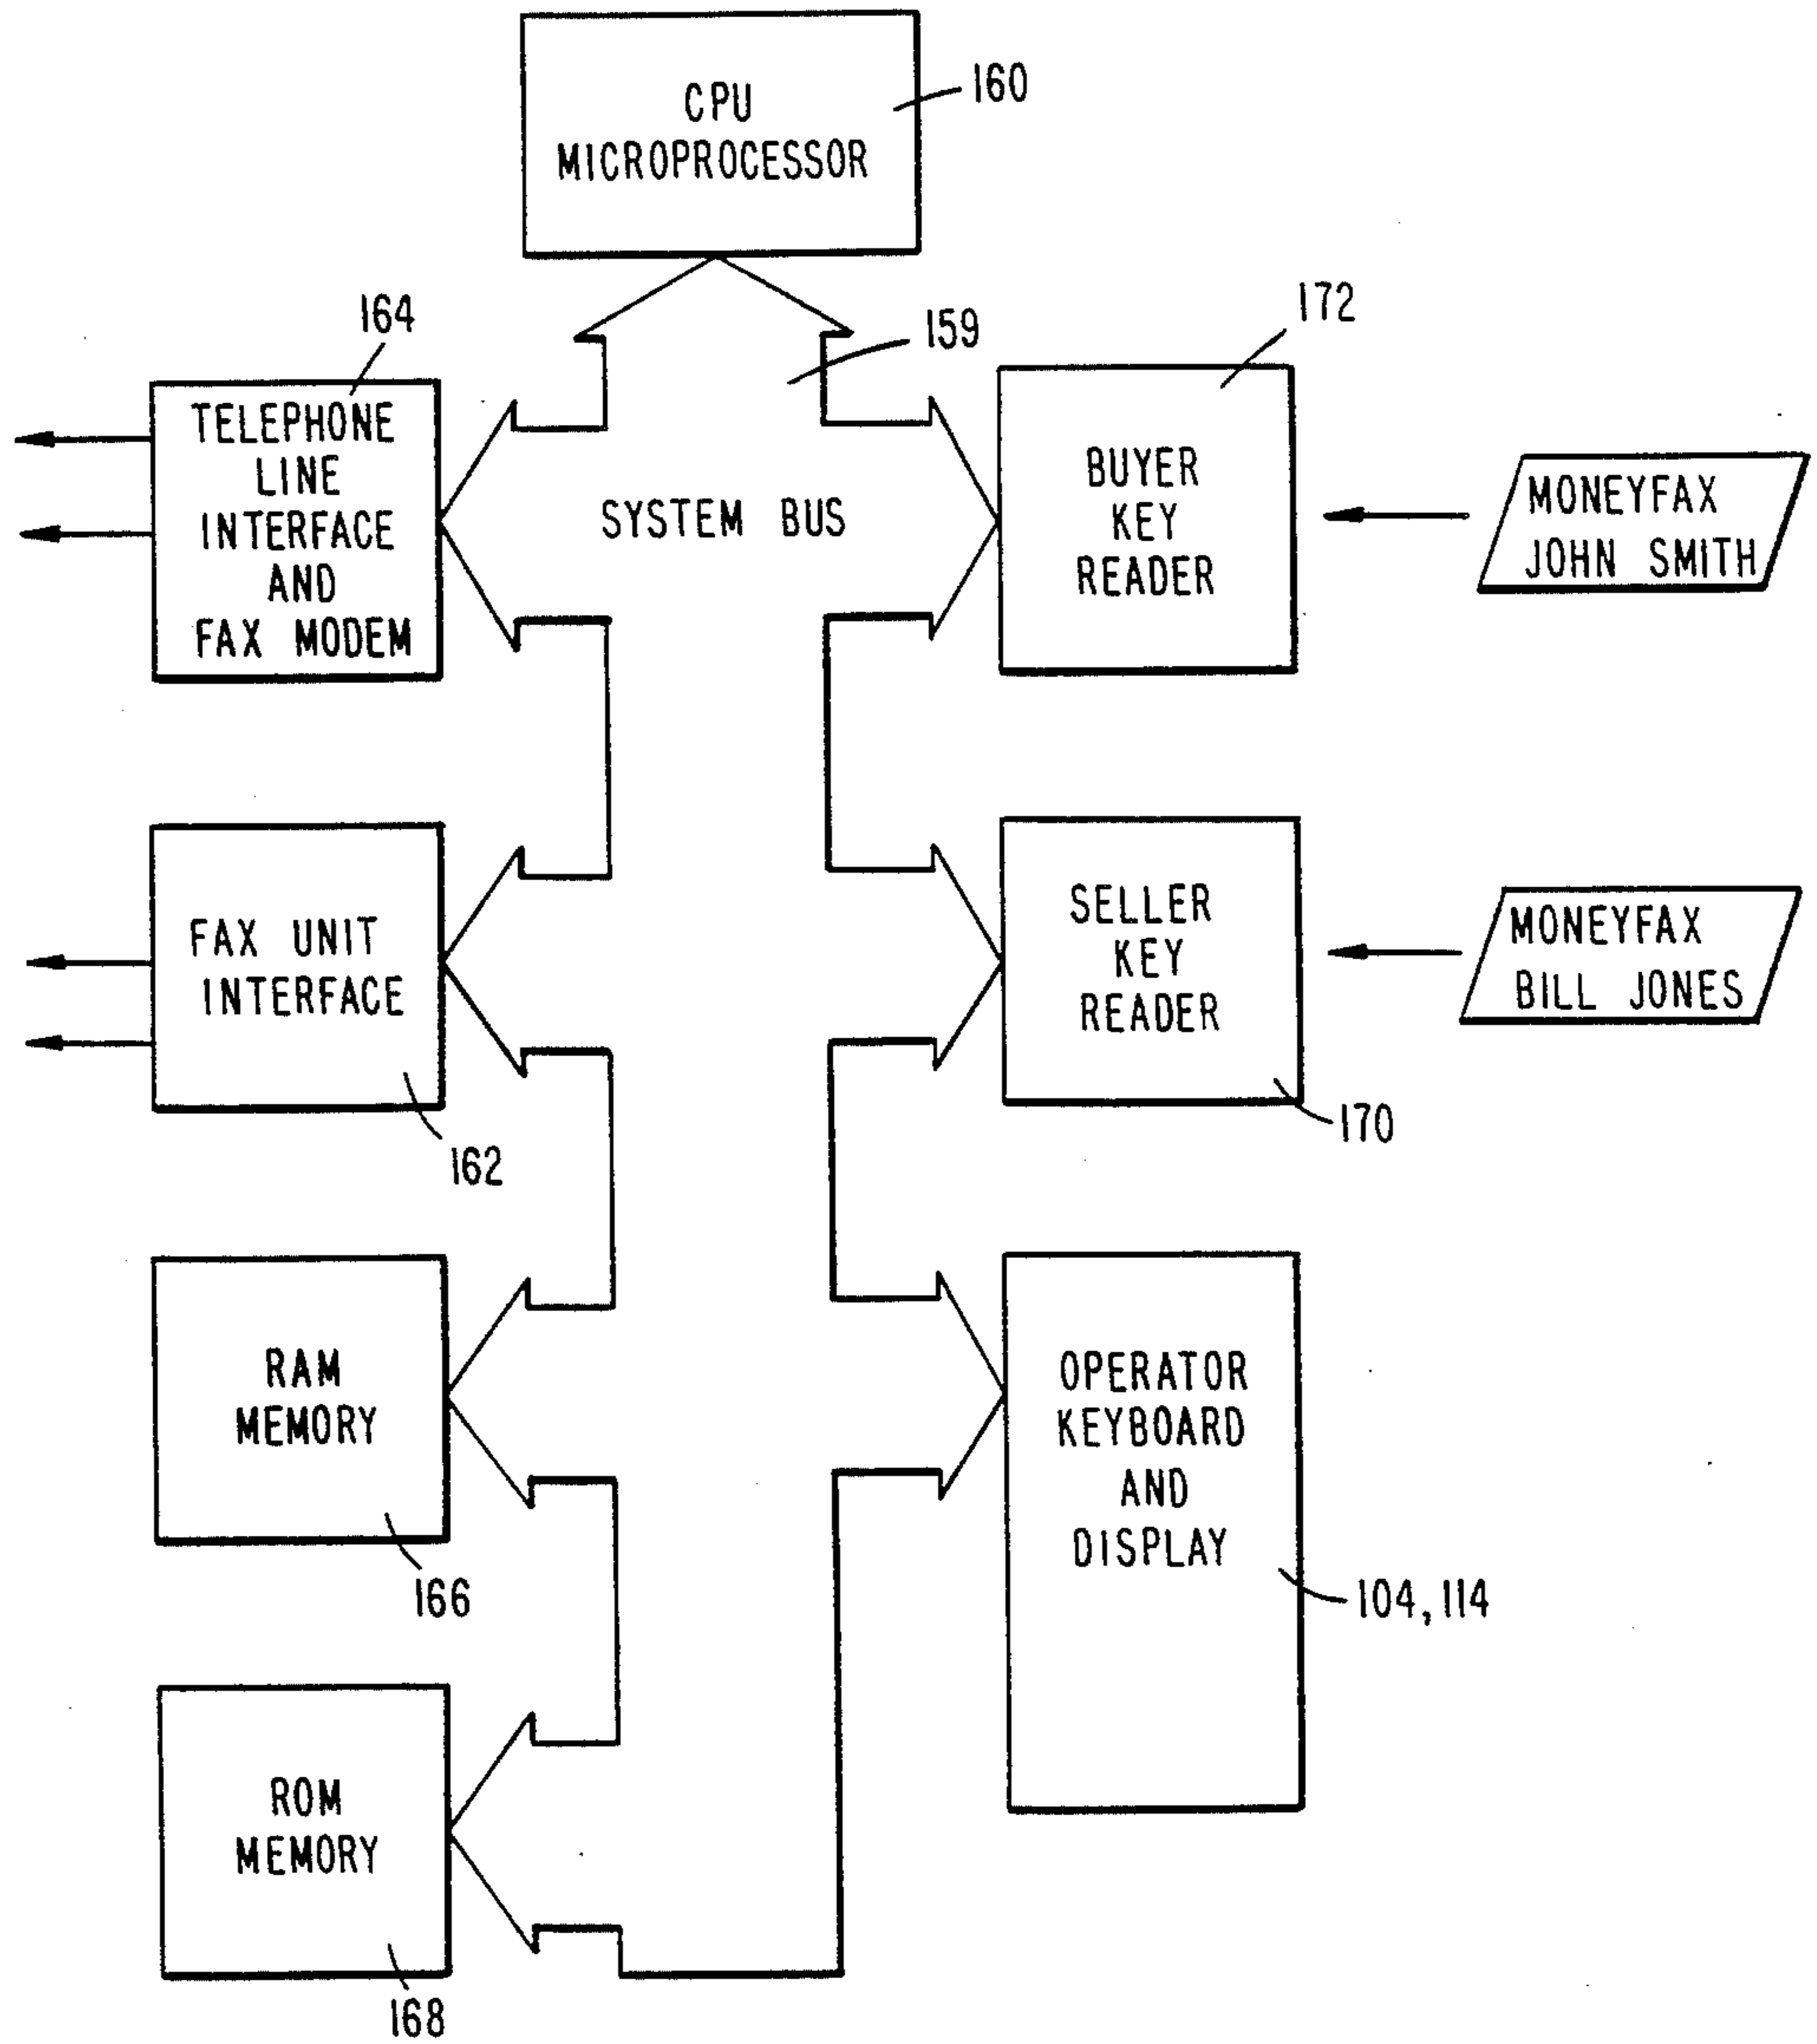 CPU
MICROPROCESSOR
160
164
159
172
TELEPHONE
LINE
INTERFACE
AND
FAX MODEM
SYSTEM BUS
BUYER
KEY
READER
MONEYFAX
JOHN SMITH
FAX UNIT
INTERFACE
162
SELLER
KEY
READER
170
MONEYFAX
BILL JONES
RAM
MEMORY
166
OPERATOR
KEYBOARD
AND
DISPLAY
104, 114
ROM
MEMORY
168